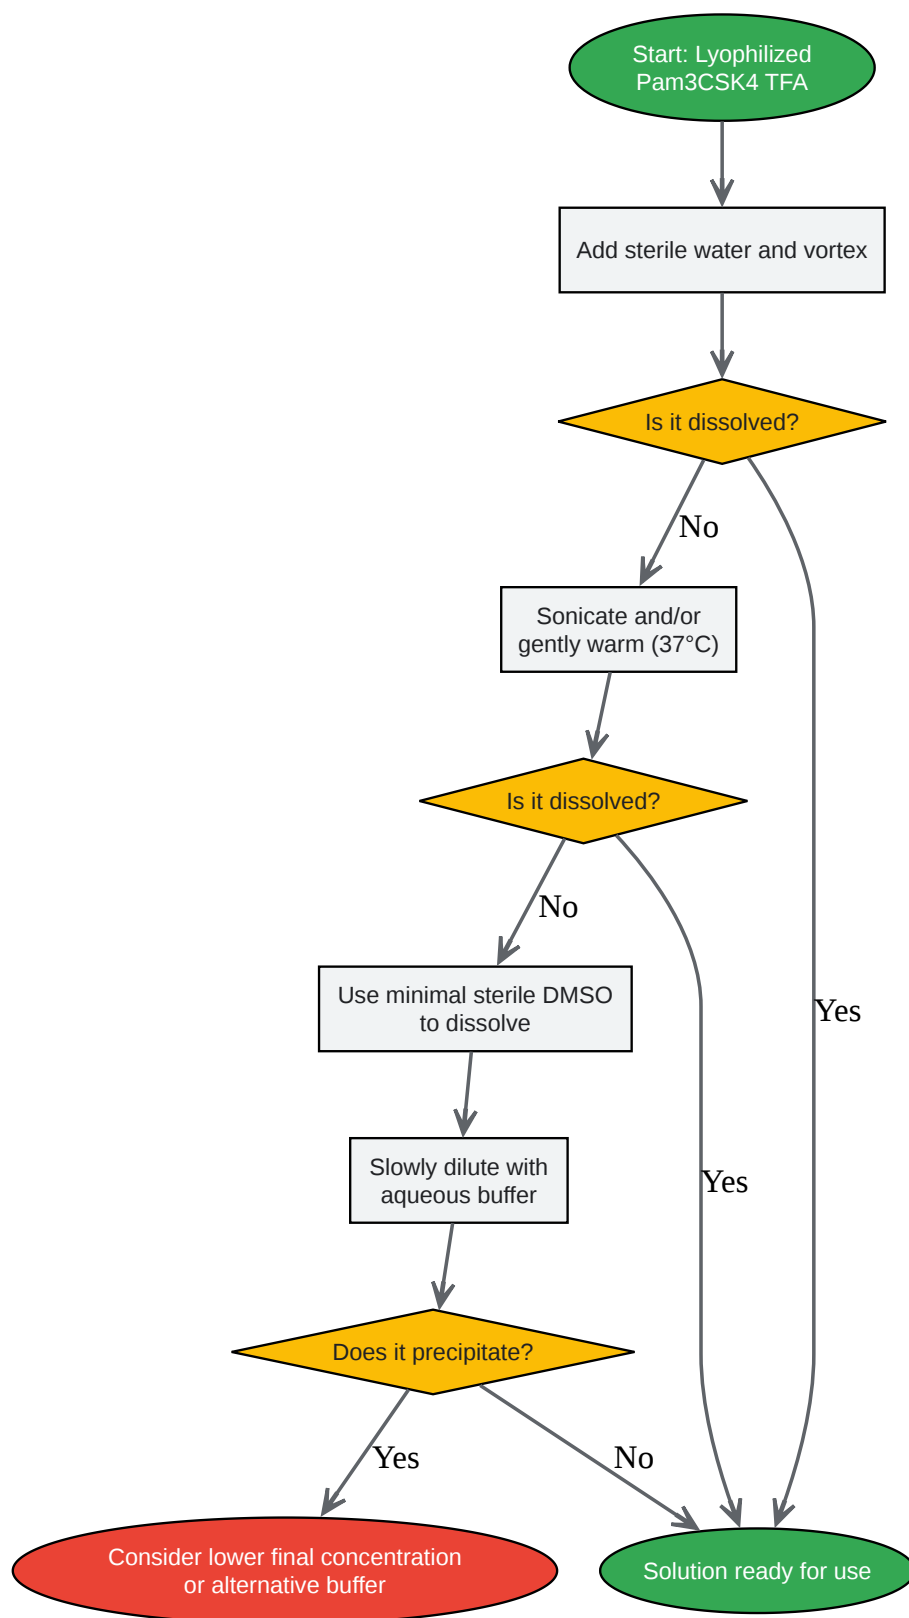 Start: Lyophilized
Pam3CSK4 TFA
Add sterile water and vortex
Is it dissolved?
No
Sonicate and/or
gently warm (37°C)
Is it dissolved?
No
Use minimal sterile DMSO
to dissolve
Yes
Slowly dilute with
aqueous buffer
Yes
Does it precipitate?
Yes
No
Consider lower final concentration
or alternative buffer
Solution ready for use